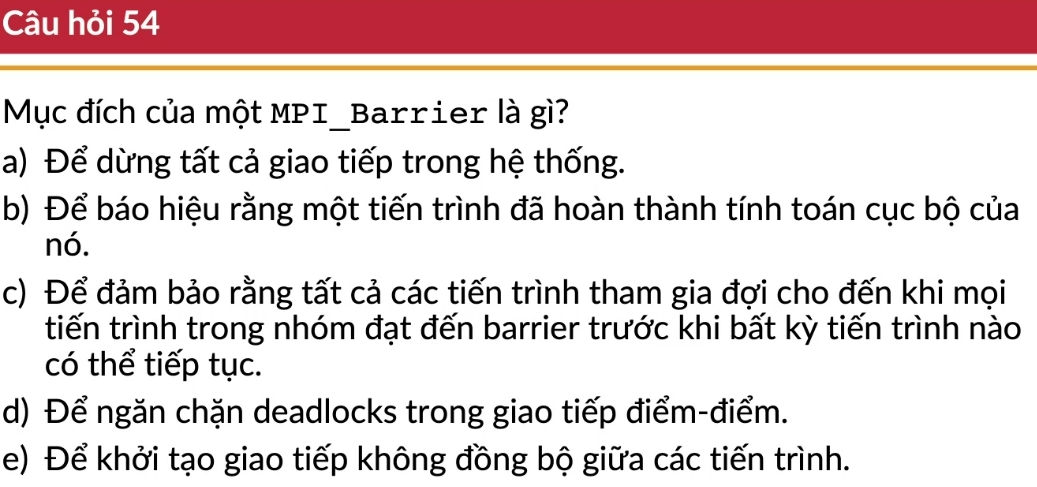 Câu hỏi 54
Mục đích của một MPI_Barrier là gì?
a) Để dừng tất cả giao tiếp trong hệ thống.
b) Để báo hiệu rằng một tiến trình đã hoàn thành tính toán cục bộ của
nó.
c) Để đảm bảo rằng tất cả các tiến trình tham gia đợi cho đến khi mọi
tiến trình trong nhóm đạt đến barrier trước khi bất kỳ tiến trình nào
có thể tiếp tục.
d) Để ngăn chặn deadlocks trong giao tiếp điểm-điểm.
e) Để khởi tạo giao tiếp không đồng bộ giữa các tiến trình.